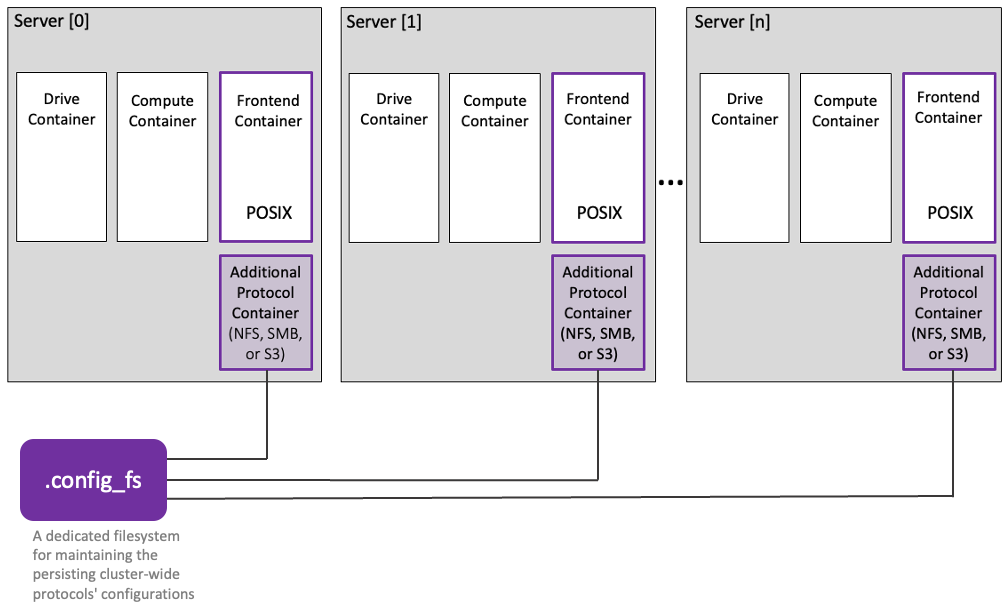 Server [0]
Drive
Container
Compute
Container
Frontend
Container
POSIX
Additional
Protocol
Container
(NFS, SMB,
or S3)
Server [1]
Drive
Container
Compute
Container
Frontend
Container
POSIX
Additional
Protocol
Container
(NFS, SMB,
or S3)
...
Server [n]
Drive
Container
Compute
Container
Frontend
Container
POSIX
Additional
Protocol
Container
(NFS, SMB,
or S3)
.config_fs
A dedicated filesystem
for maintaining the
persisting cluster-wide
protocols' configurations